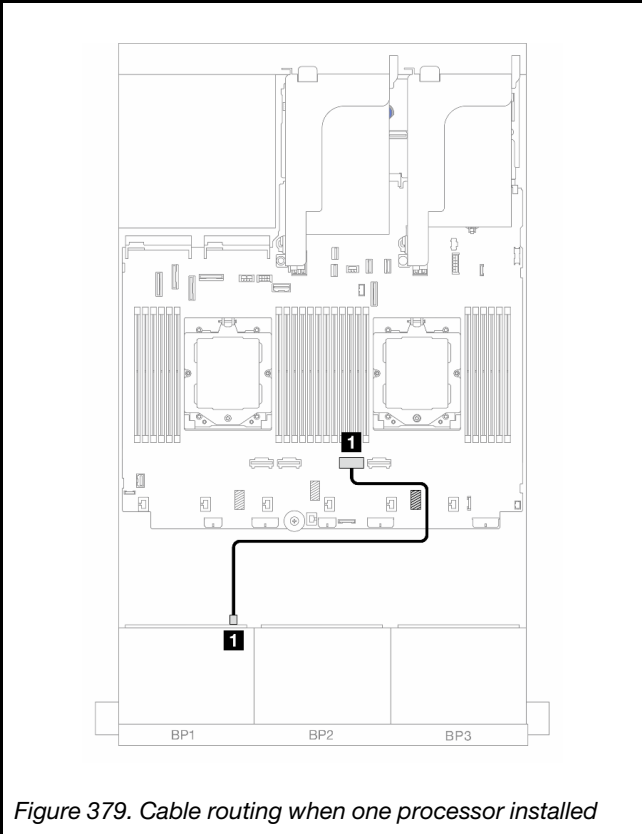 1
1
BP1
BP2
BP3
Figure 379. Cable routing when one processor installed